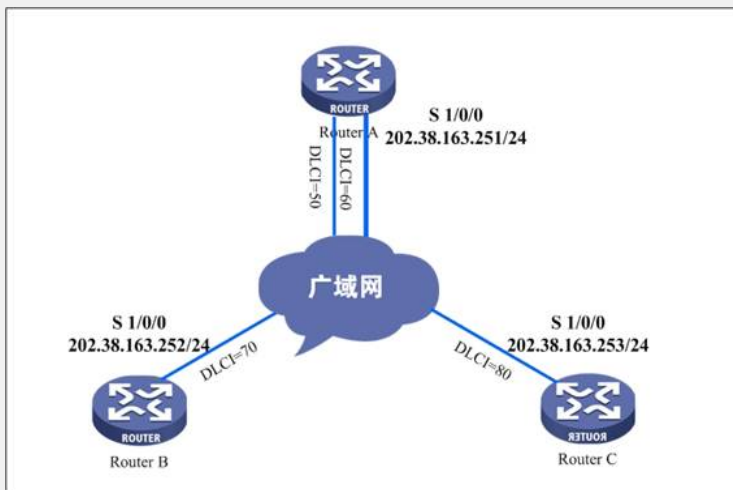 ROUTER
Router A
S 1/0/0
202.38.163.251/24
DLCI=50
DLCI=60
广域网
S 1/0/0
202.38.163.252/24
DLCI=70
S 1/0/0
202.38.163.253/24
DLCI=80
ROUTER
Router B
ROUTER
Router C